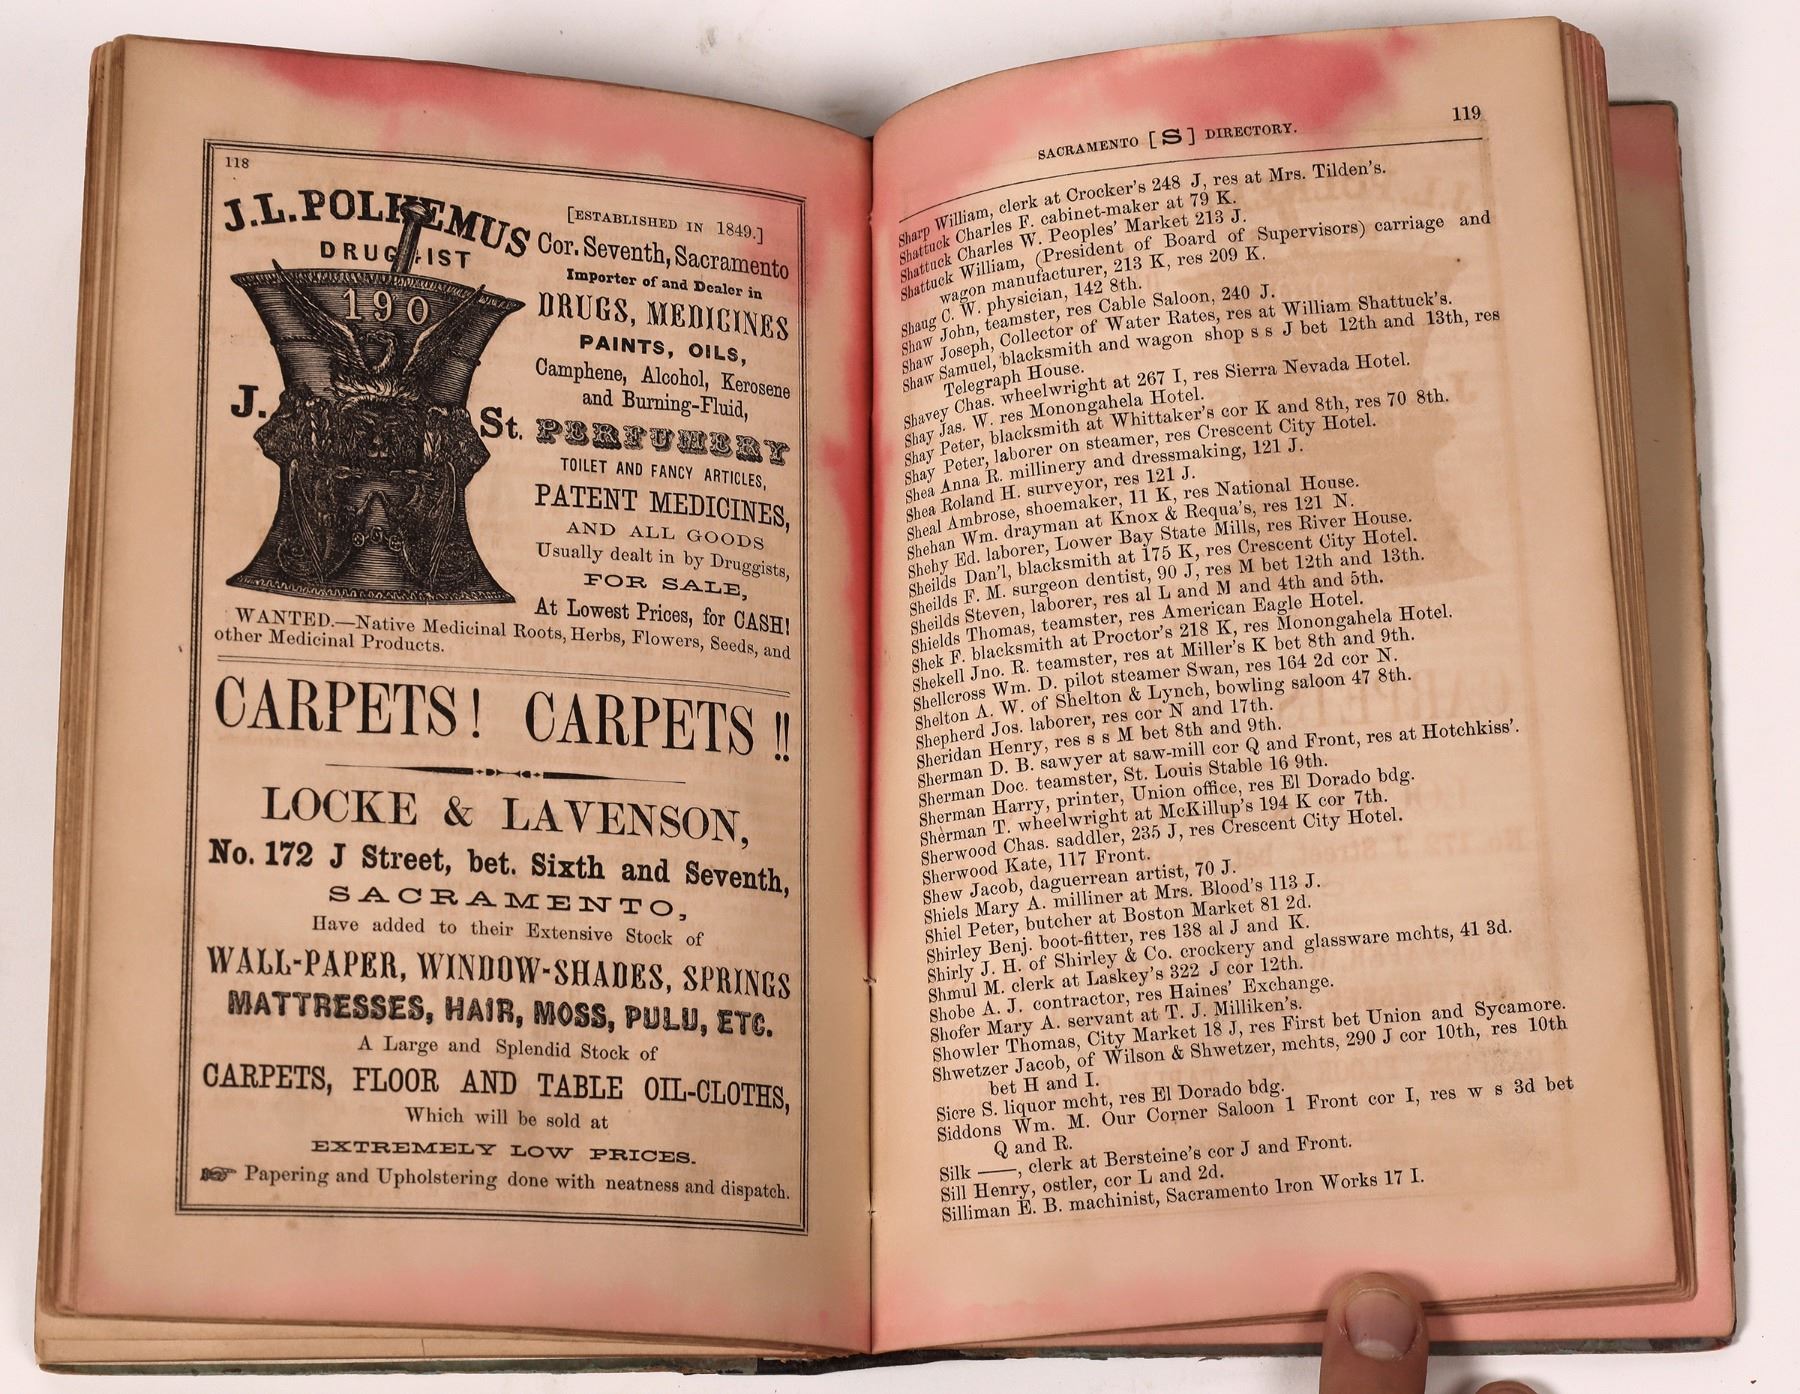 118
J.L. POLHEMUS
DRUGGIST
190
J. St.
[ESTABLISHED IN 1849.]
Cor. Seventh, Sacramento
Importer of and Dealer in
DRUGS, MEDICINES
PAINTS, OILS,
Camphene, Alcohol, Kerosene
and Burning-Fluid,
PERFUMERY
TOILET AND FANCY ARTICLES,
PATENT MEDICINES,
AND ALL GOODS
Usually dealt in by Druggists,
FOR SALE,
At Lowest Prices, for CASH!
WANTED.—Native Medicinal Roots, Herbs, Flowers, Seeds, and
other Medicinal Products.
CARPETS! CARPETS!!
LOCKE & LAVENSON,
No. 172 J Street, bet. Sixth and Seventh,
SACRAMENTO,
Have added to their Extensive Stock of
WALL-PAPER, WINDOW-SHADES, SPRINGS
MATTRESSES, HAIR, MOSS, PULU, ETC.
A Large and Splendid Stock of
CARPETS, FLOOR AND TABLE OIL-CLOTHS,
Which will be sold at
EXTREMELY LOW PRICES.
☞ Papering and Upholstering done with neatness and dispatch.
SACRAMENTO [S] DIRECTORY. 119
Sharp William, clerk at Crocker's 248 J, res at Mrs. Tilden's.
Shattuck Charles F. cabinet-maker at 79 K.
Shattuck Charles W. Peoples' Market 213 J.
Shattuck William, (President of Board of Supervisors) carriage and
wagon manufacturer, 213 K, res 209 K.
Shaug C. W. physician, 142 8th.
Shaw John, teamster, res Cable Saloon, 240 J.
Shaw Joseph, Collector of Water Rates, res at William Shattuck's.
Shaw Samuel, blacksmith and wagon shop s s J bet 12th and 13th, res
Telegraph House.
Shavey Chas. wheelwright at 267 I, res Sierra Nevada Hotel.
Shay Jas. W. res Monongahela Hotel.
Shay Peter, blacksmith at Whittaker's cor K and 8th, res 70 8th.
Shay Peter, laborer on steamer, res Crescent City Hotel.
Shea Anna R. millinery and dressmaking, 121 J.
Shea Roland H. surveyor, res 121 J.
Sheal Ambrose, shoemaker, 11 K, res National House.
Shehan Wm. drayman at Knox & Requa's, res 121 N.
Shehy Ed. laborer, Lower Bay State Mills, res River House.
Sheilds Dan'l, blacksmith at 175 K, res Crescent City Hotel.
Sheilds F. M. surgeon dentist, 90 J, res M bet 12th and 13th.
Sheilds Steven, laborer, res al L and M and 4th and 5th.
Shields Thomas, teamster, res American Eagle Hotel.
Shek F. blacksmith at Proctor's 218 K, res Monongahela Hotel.
Shekell Jno. R. teamster, res at Miller's K bet 8th and 9th.
Shellcross Wm. D. pilot steamer Swan, res 164 2d cor N.
Shelton A. W. of Shelton & Lynch, bowling saloon 47 8th.
Shepherd Jos. laborer, res cor N and 17th.
Sheridan Henry, res s s M bet 8th and 9th.
Sherman D. B. sawyer at saw-mill cor Q and Front, res at Hotchkiss'.
Sherman Doc. teamster, St. Louis Stable 16 9th.
Sherman Harry, printer, Union office, res El Dorado bdg.
Sherman T. wheelwright at McKillup's 194 K cor 7th.
Sherwood Chas. saddler, 235 J, res Crescent City Hotel.
Sherwood Kate, 117 Front.
Shew Jacob, daguerrean artist, 70 J.
Shiels Mary A. milliner at Mrs. Blood's 113 J.
Shiel Peter, butcher at Boston Market 81 2d.
Shirley Benj. boot-fitter, res 138 al J and K.
Shirly J. H. of Shirley & Co. crockery and glassware mchts, 41 3d.
Shmul M. clerk at Laskey's 322 J cor 12th.
Shobe A. J. contractor, res Haines' Exchange.
Shofer Mary A. servant at T. J. Milliken's.
Showler Thomas, City Market 18 J, res First bet Union and Sycamore.
Shwetzer Jacob, of Wilson & Shwetzer, mchts, 290 J cor 10th, res 10th
bet H and I.
Sicre S. liquor mcht, res El Dorado bdg.
Siddons Wm. M. Our Corner Saloon 1 Front cor I, res w s 3d bet
Q and R.
Silk ——, clerk at Bersteine's cor J and Front.
Sill Henry, ostler, cor L and 2d.
Silliman E. B. machinist, Sacramento Iron Works 17 I.